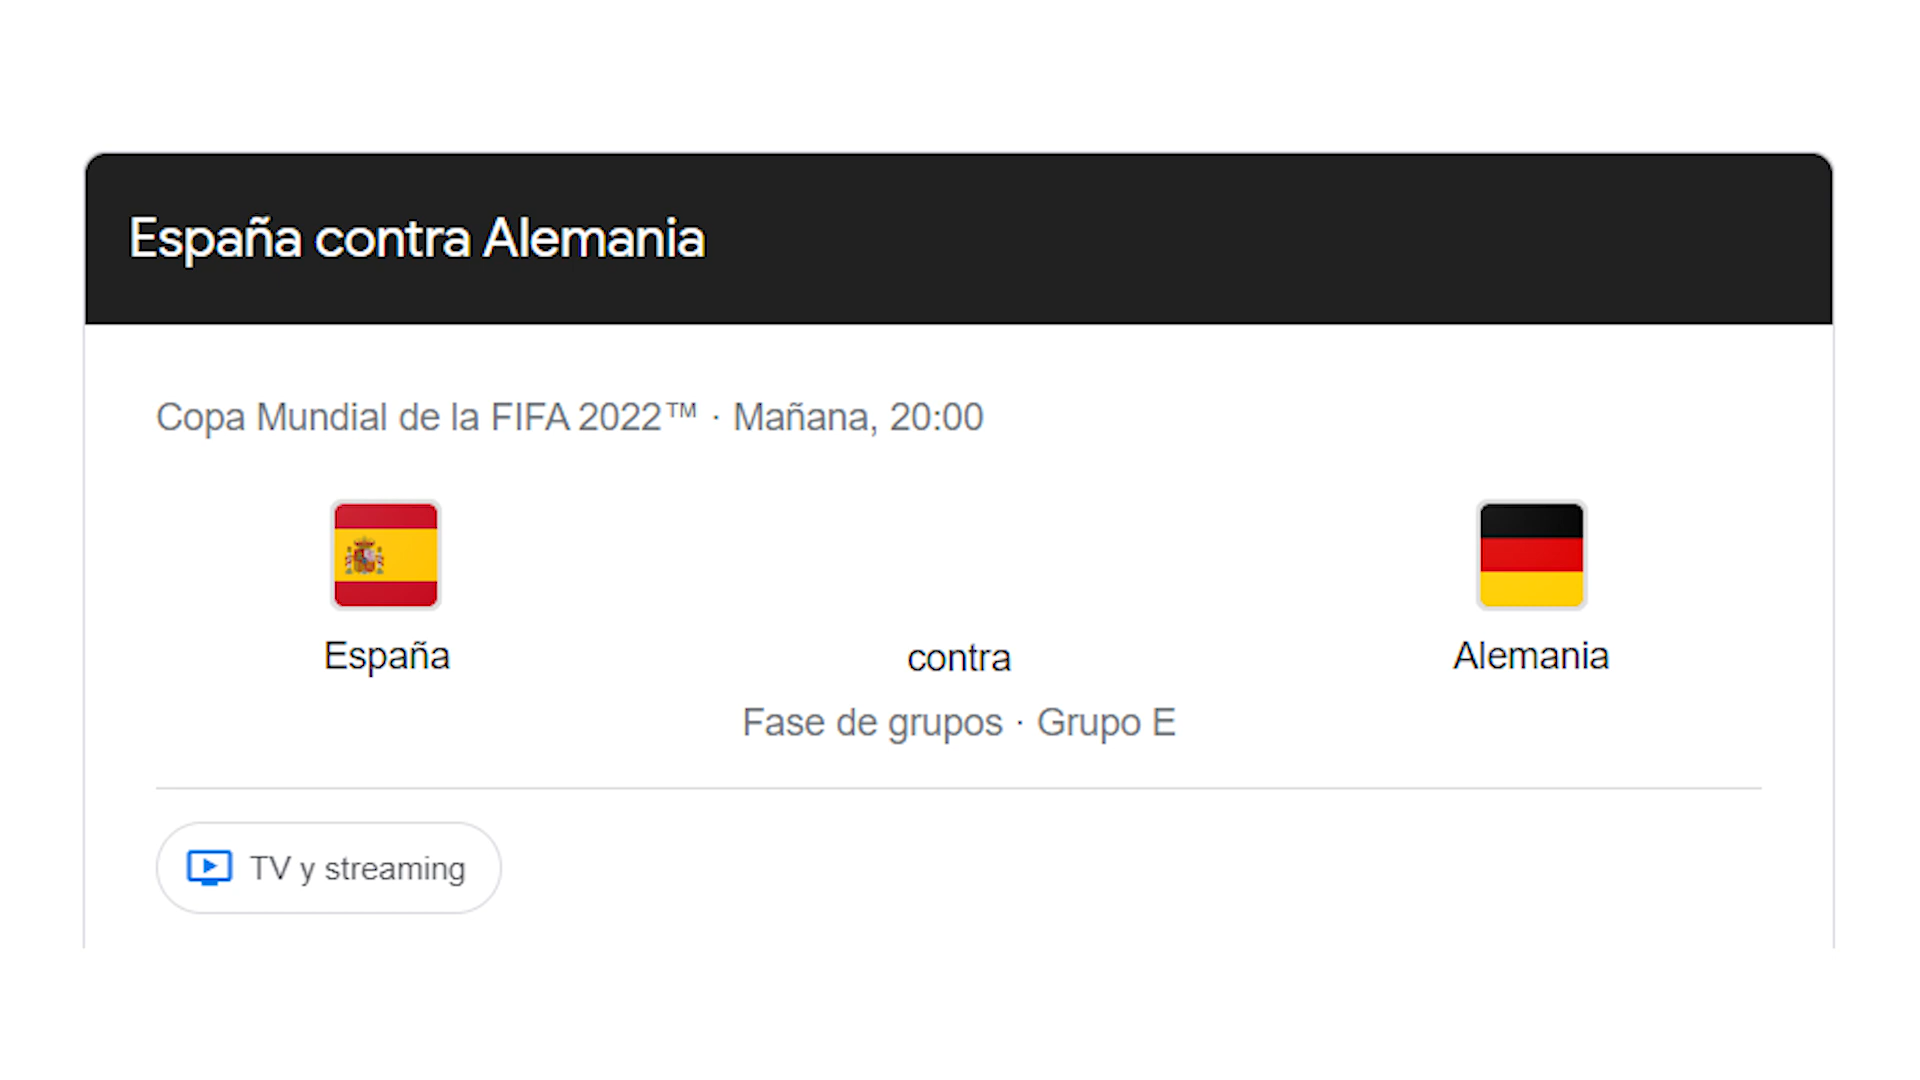 España contra Alemania
Copa Mundial de la FIFA 2022™ · Mañana, 20:00
España
contra
Alemania
Fase de grupos · Grupo E
TV y streaming